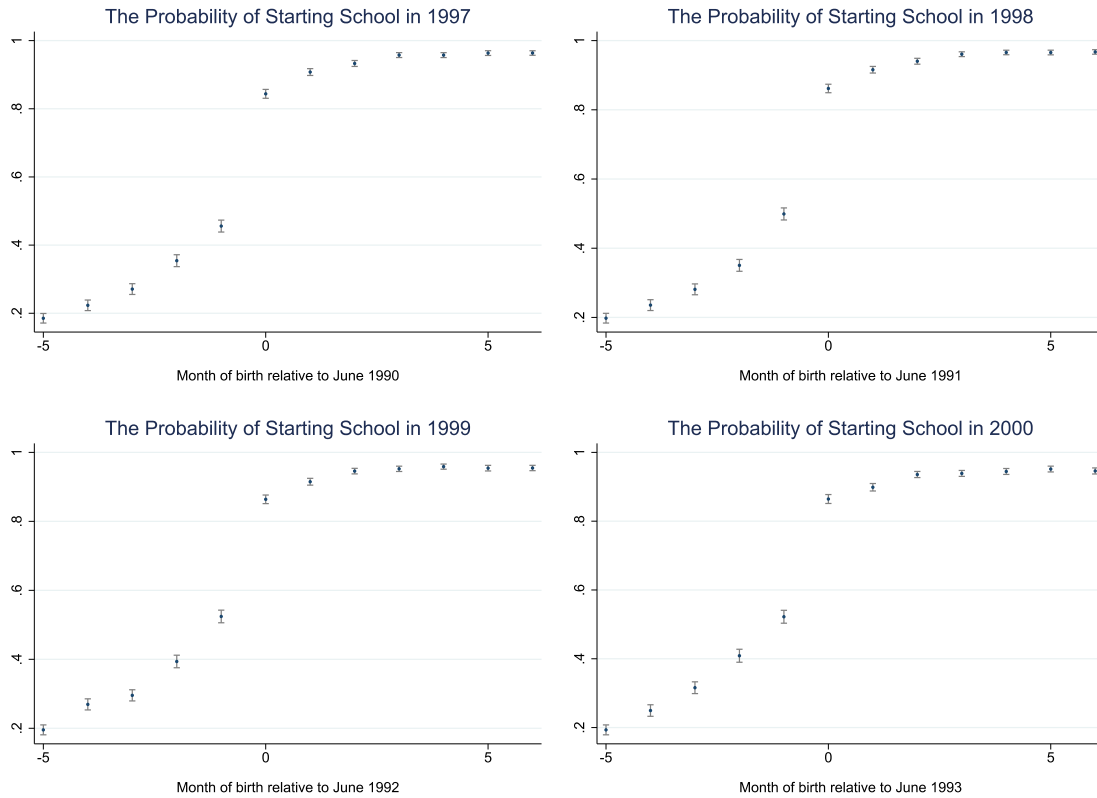 The Probability of Starting School in 1997
1
.8
.6
.4
.2
-5 0 5
Month of birth relative to June 1990
The Probability of Starting School in 1998
1
.8
.6
.4
.2
-5 0 5
Month of birth relative to June 1991
The Probability of Starting School in 1999
1
.8
.6
.4
.2
-5 0 5
Month of birth relative to June 1992
The Probability of Starting School in 2000
1
.8
.6
.4
.2
-5 0 5
Month of birth relative to June 1993